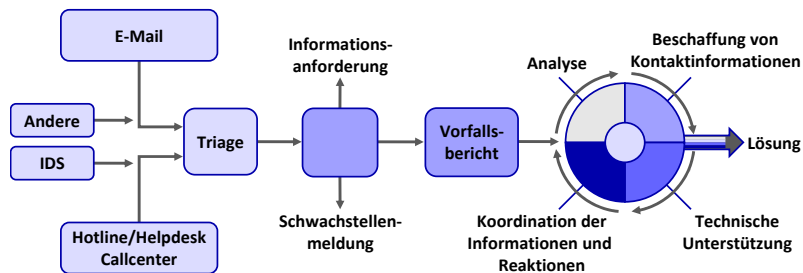 E-Mail
Andere
IDS
Hotline/Helpdesk
Callcenter
Triage
Informations-
anforderung
Schwachstellen-
meldung
Vorfalls-
bericht
Analyse
Beschaffung von
Kontaktinformationen
Lösung
Koordination der
Informationen und
Reaktionen
Technische
Unterstützung